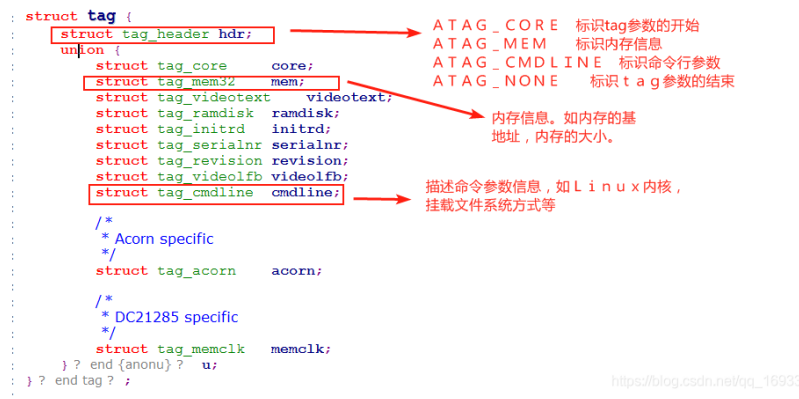 struct tag {
struct tag_header hdr;
union {
struct tag_core core;
struct tag_mem32 mem;
struct tag_videotext videotext;
struct tag_ramdisk ramdisk;
struct tag_initrd initrd;
struct tag_serialnr serialnr;
struct tag_revision revision;
struct tag_videolfb videolfb;
struct tag_cmdline cmdline;
/*
* Acorn specific
*/
struct tag_acorn acorn;
/*
* DC21285 specific
*/
struct tag_memclk memclk;
} ? end {anonu} ? u;
} ? end tag ? ;
ATAG_CORE 标识tag参数的开始
ATAG_MEM 标识内存信息
ATAG_CMDLINE 标识命令行参数
ATAG_NONE 标识tag参数的结束
内存信息。如内存的基
地址，内存的大小。
描述命令参数信息，如Linux内核，
挂载文件系统方式等
https://blog.csdn.net/qq_16933